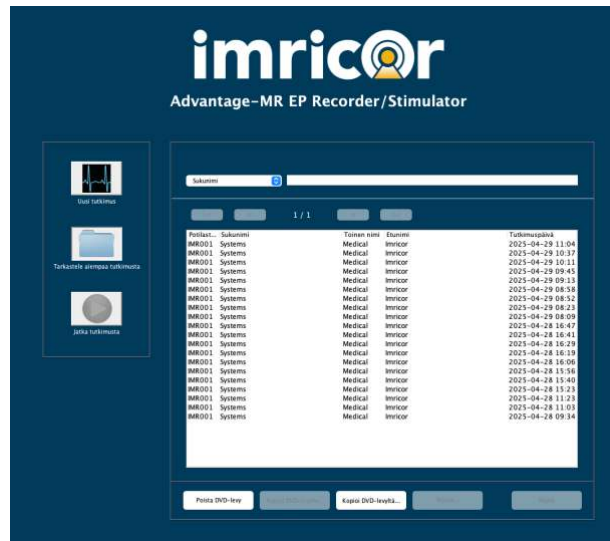 imricor
Advantage-MR EP Recorder/Stimulator
Uusi tutkimus
Tarkastele aiempaa tutkimusta
Jatka tutkimusta
Sukunimi
1 / 1
Potilast... Sukunimi Toinen nimi Etunimi Tutkimuspäivä
IMR001 Systems Medical Imricor 2025-04-29 11:04
IMR001 Systems Medical Imricor 2025-04-29 10:37
IMR001 Systems Medical Imricor 2025-04-29 10:11
IMR001 Systems Medical Imricor 2025-04-29 09:45
IMR001 Systems Medical Imricor 2025-04-29 09:13
IMR001 Systems Medical Imricor 2025-04-29 08:58
IMR001 Systems Medical Imricor 2025-04-29 08:52
IMR001 Systems Medical Imricor 2025-04-29 08:23
IMR001 Systems Medical Imricor 2025-04-29 08:09
IMR001 Systems Medical Imricor 2025-04-28 16:47
IMR001 Systems Medical Imricor 2025-04-28 16:41
IMR001 Systems Medical Imricor 2025-04-28 16:29
IMR001 Systems Medical Imricor 2025-04-28 16:19
IMR001 Systems Medical Imricor 2025-04-28 16:06
IMR001 Systems Medical Imricor 2025-04-28 15:56
IMR001 Systems Medical Imricor 2025-04-28 15:40
IMR001 Systems Medical Imricor 2025-04-28 15:23
IMR001 Systems Medical Imricor 2025-04-28 11:23
IMR001 Systems Medical Imricor 2025-04-28 11:03
IMR001 Systems Medical Imricor 2025-04-28 09:34
Poista DVD-levy Kopioi DVD-levyltä...